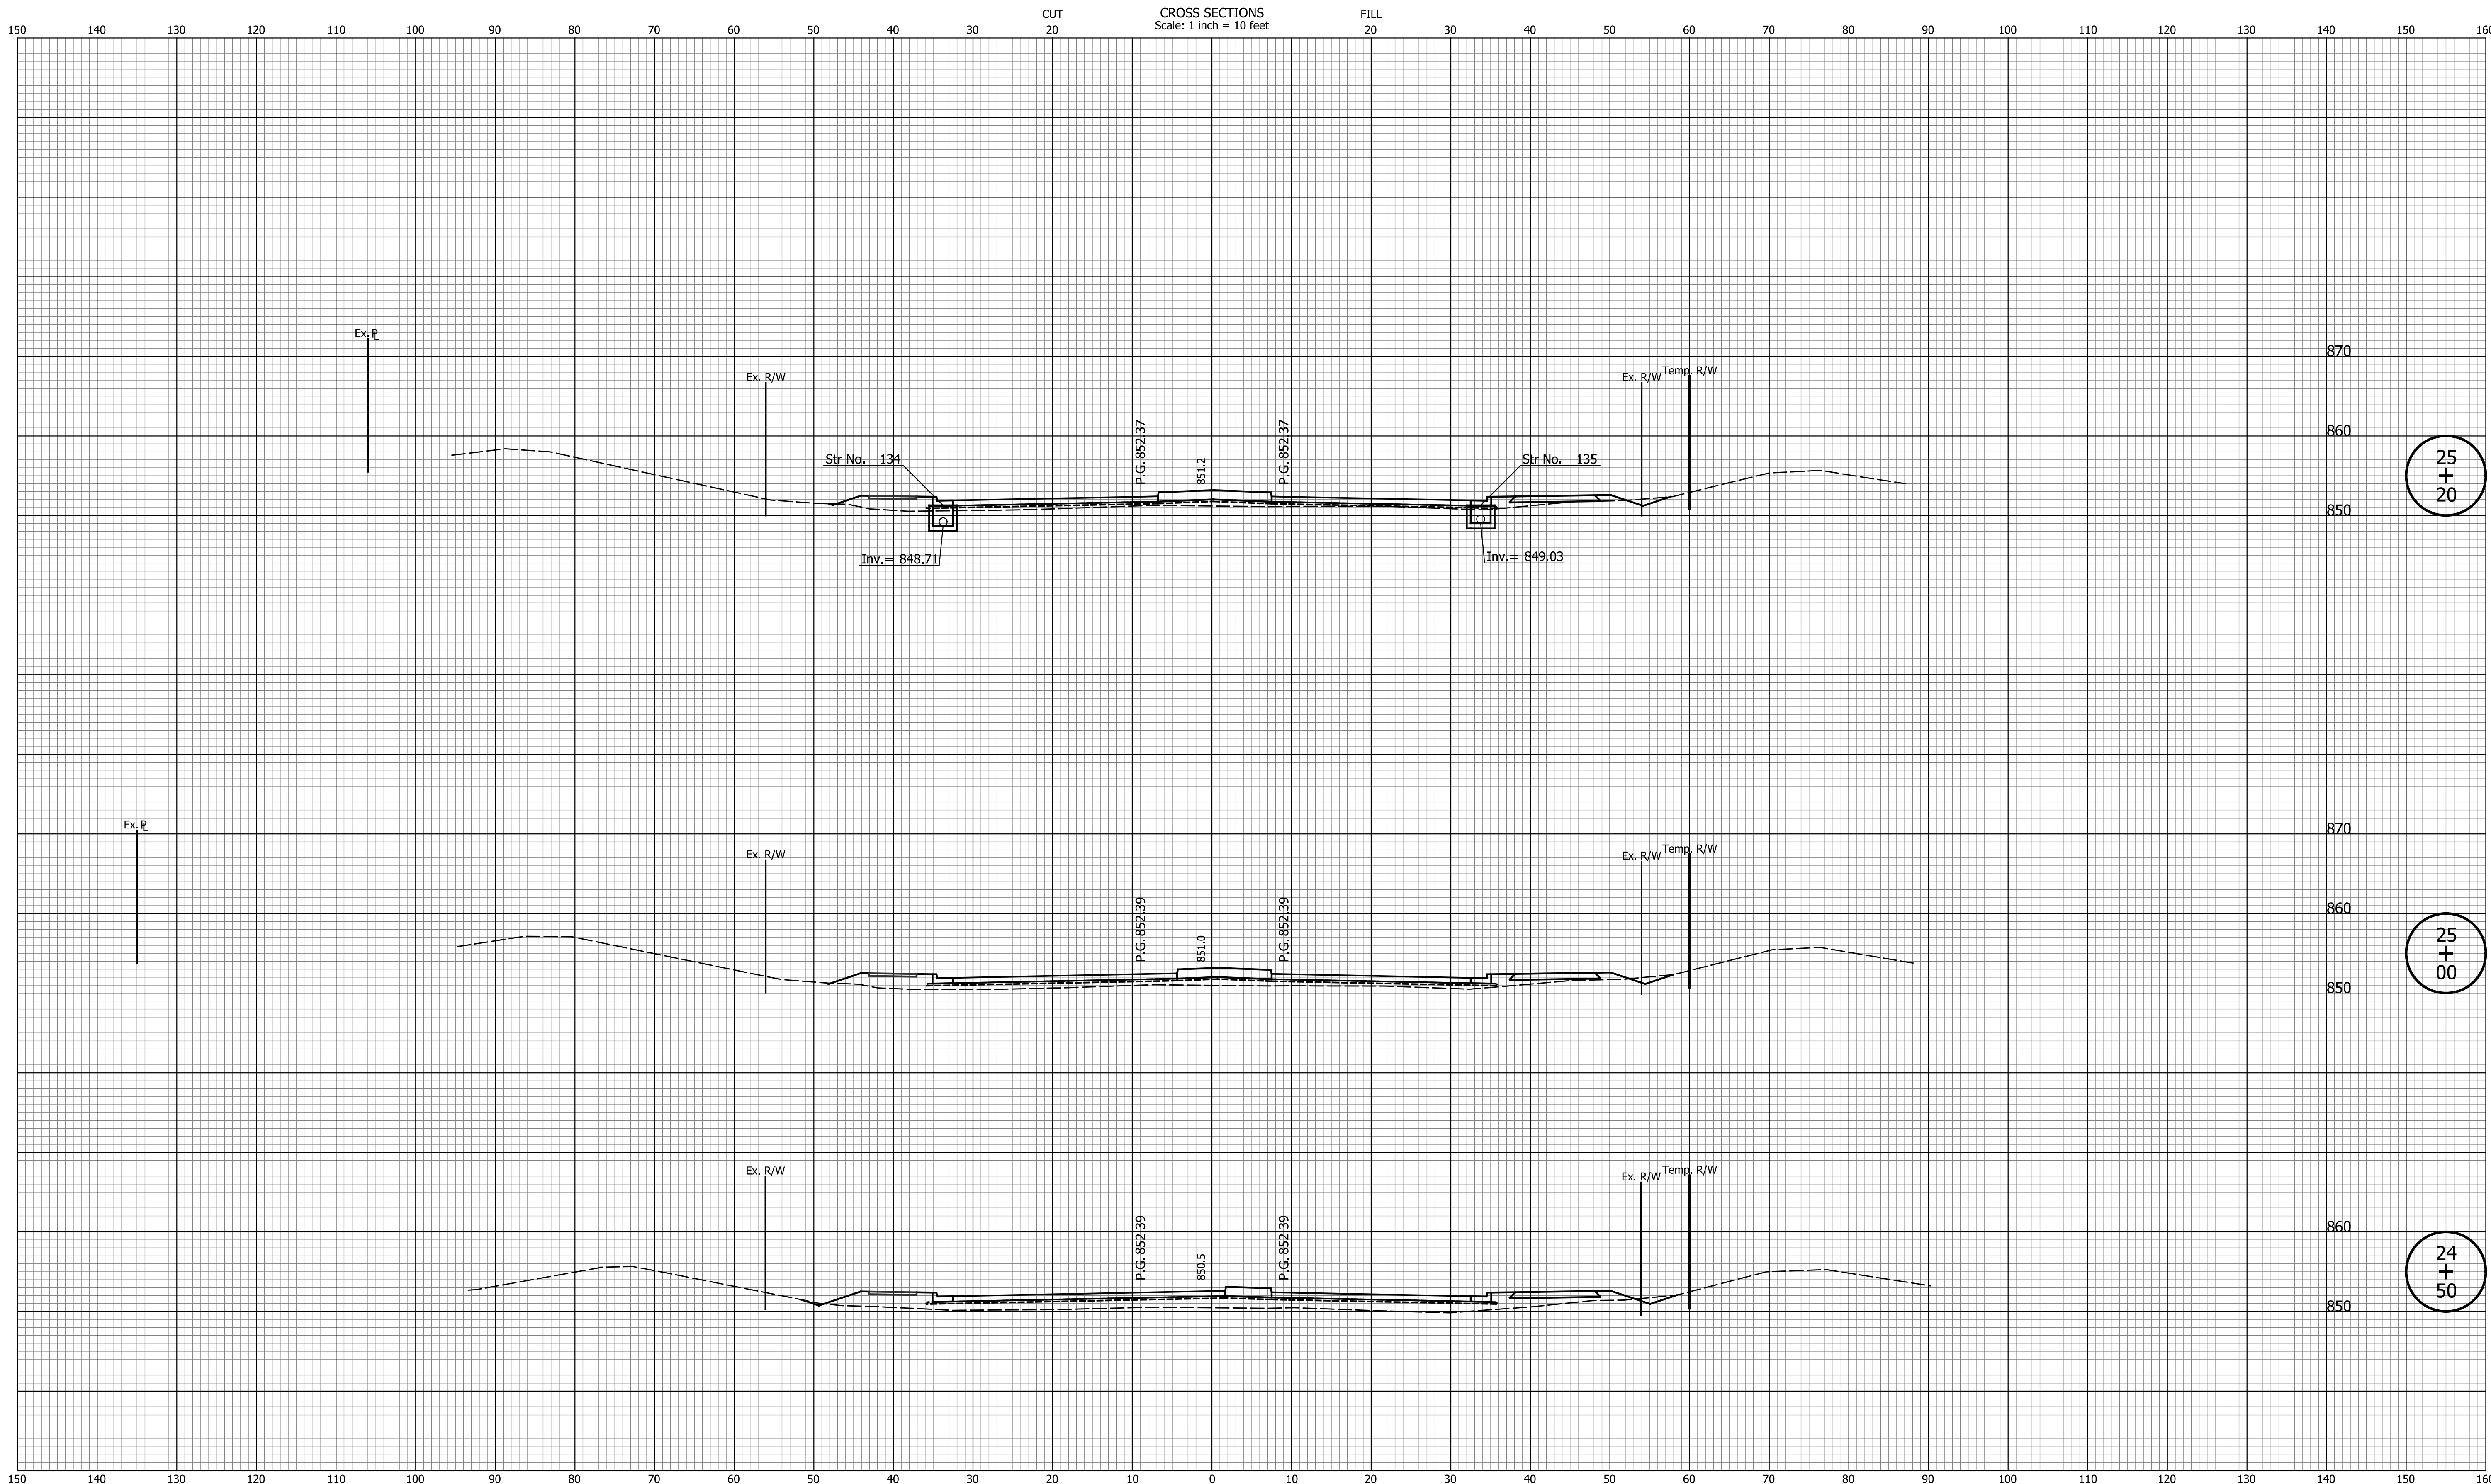 CUT CROSS SECTIONS FILL
Scale: 1 inch = 10 feet
150 140 130 120 110 100 90 80 70 60 50 40 30 20 20 30 40 50 60 70 80 90 100 110 120 130 140 150 160
Ex. PL
870
Ex. R/W
Ex. R/W
Temp. R/W
860
P.G. 852.37
851.2
P.G. 852.37
Str No. 134
Str No. 135
25
+
20
850
Inv.= 848.71
Inv.= 849.03
Ex. PL
870
Ex. R/W
Ex. R/W
Temp. R/W
860
P.G. 852.39
851.0
P.G. 852.39
25
+
00
850
Ex. R/W
Ex. R/W
Temp. R/W
860
P.G. 852.39
850.5
P.G. 852.39
24
+
50
850
150 140 130 120 110 100 90 80 70 60 50 40 30 20 10 0 10 20 30 40 50 60 70 80 90 100 110 120 130 140 150 160